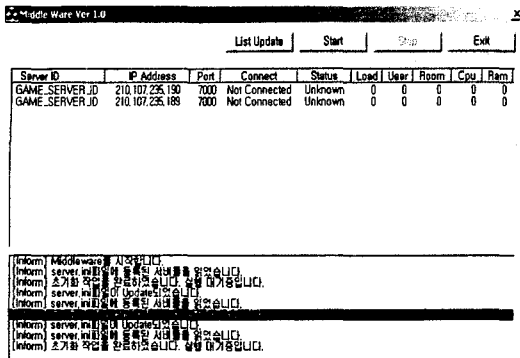 Middle Ware Ver 1.0
List Update Start Stop Exit
Server ID IP Address Port Connect Status Load User Room Cpu Ram
GAME_SERVER_ID 210.107.235.190 7000 Not Connected Unknown 0 0 0 0 0
GAME_SERVER_ID 210.107.235.189 7000 Not Connected Unknown 0 0 0 0 0
[Inform] Middleware를 시작합니다.
[Inform] server.ini파일에 등록된 서버를 읽었습니다.
[Inform] 초기화 작업을 완료하였습니다. 실행 대기중입니다.
[Inform] server.ini파일이 Update되었습니다.
[Inform] server.ini파일에 등록된 서버를 읽었습니다.
[Inform] server.ini파일이 Update되었습니다.
[Inform] server.ini파일에 등록된 서버를 읽었습니다.
[Inform] 초기화 작업을 완료하였습니다. 실행 대기중입니다.